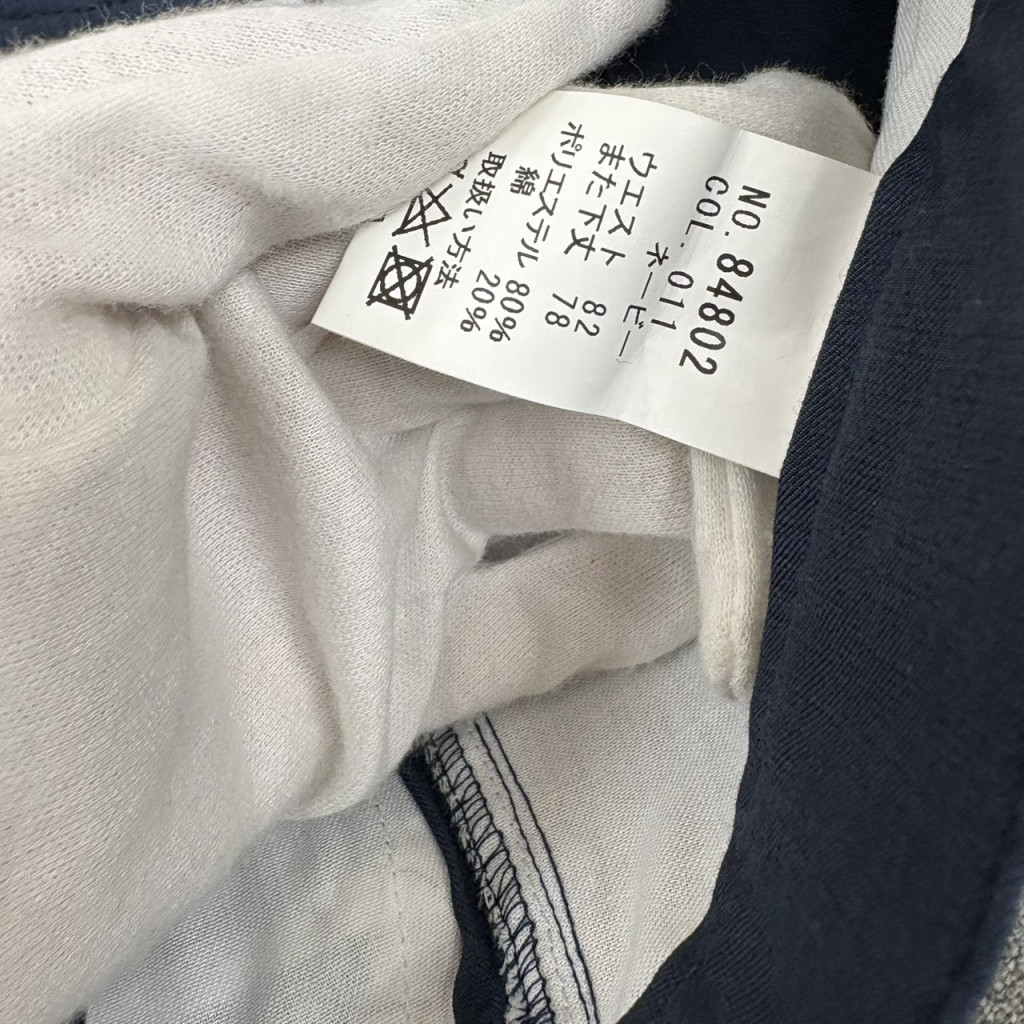 NO. 84802
COL. 011
ネービー
ウエスト 82
また下丈 78
ポリエステル 80%
綿 20%
取扱い方法